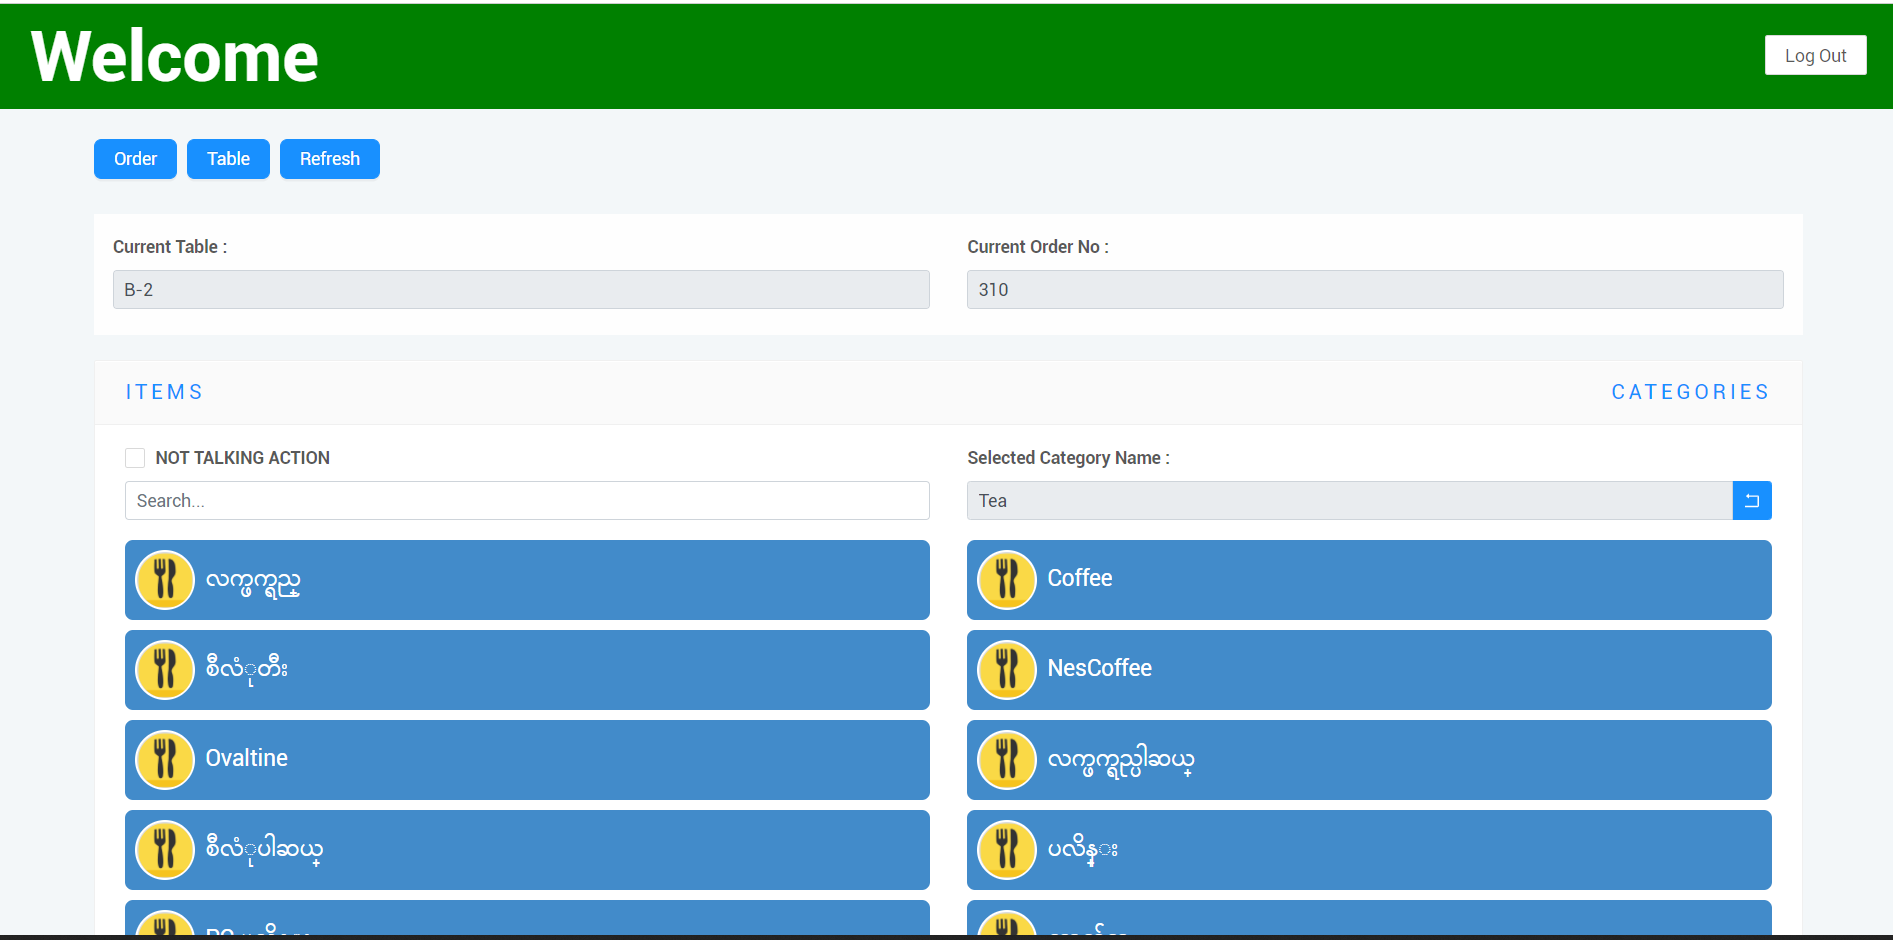 Welcome
Log Out
Order
Table
Refresh
Current Table :
Current Order No :
B-2
310
ITEMS
CATEGORIES
NOT TALKING ACTION
Selected Category Name :
Search...
Tea
လက္ဖက္ရည္
Coffee
စီလံုတီး
NesCoffee
Ovaltine
လက္ဖက္ရည္ပါဆယ္
စီလံုပါဆယ္
ပလိန္း